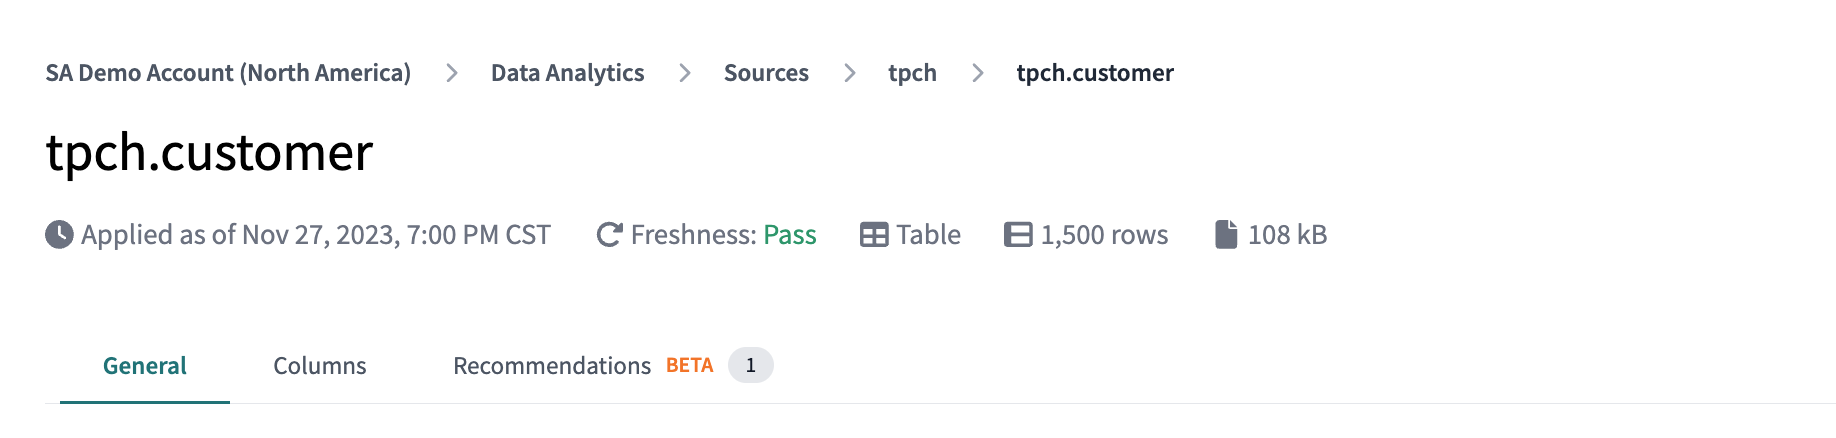 SA Demo Account (North America) > Data Analytics > Sources > tpch > tpch.customer
tpch.customer
Applied as of Nov 27, 2023, 7:00 PM CST Freshness: Pass Table 1,500 rows 108 kB
General Columns Recommendations BETA 1